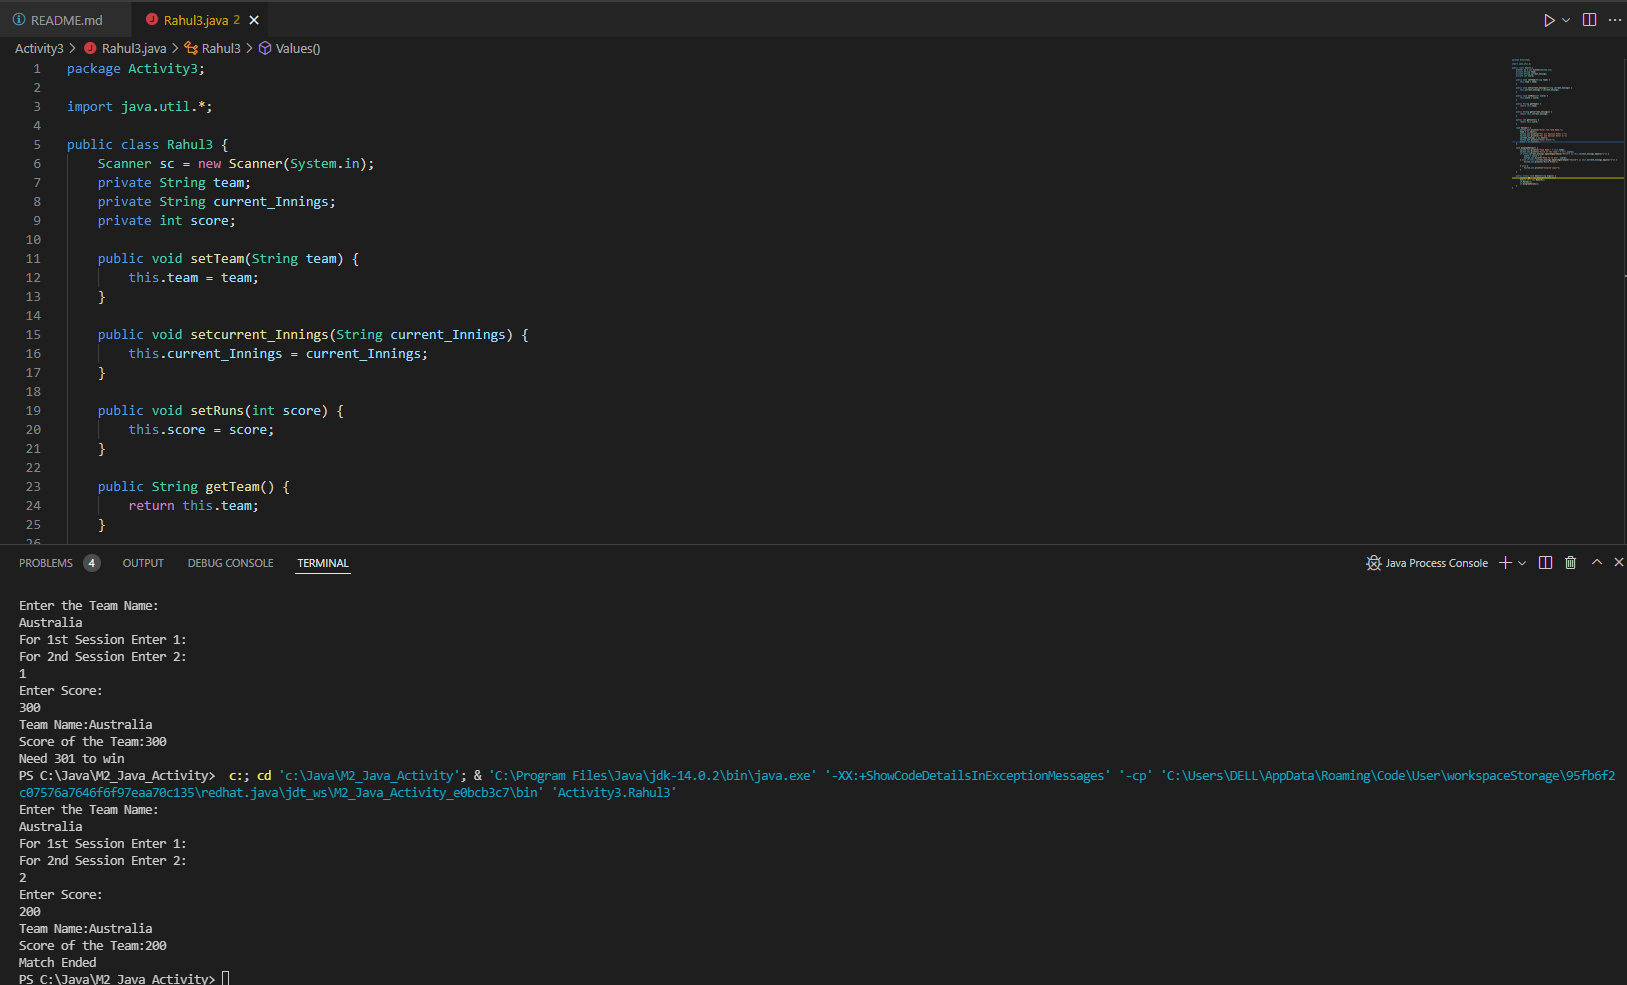 README.md
Rahul3.java 2
Activity3 > Rahul3.java > Rahul3 > Values()
1 package Activity3;
2
3 import java.util.*;
4
5 public class Rahul3 {
6 Scanner sc = new Scanner(System.in);
7 private String team;
8 private String current_Innings;
9 private int score;
10
11 public void setTeam(String team) {
12 this.team = team;
13 }
14
15 public void setcurrent_Innings(String current_Innings) {
16 this.current_Innings = current_Innings;
17 }
18
19 public void setRuns(int score) {
20 this.score = score;
21 }
22
23 public String getTeam() {
24 return this.team;
25 }
26
PROBLEMS 4 OUTPUT DEBUG CONSOLE TERMINAL Java Process Console
Enter the Team Name:
Australia
For 1st Session Enter 1:
For 2nd Session Enter 2:
1
Enter Score:
300
Team Name:Australia
Score of the Team:300
Need 301 to win
PS C:\Java\M2_Java_Activity> c:; cd 'c:\Java\M2_Java_Activity'; & 'C:\Program Files\Java\jdk-14.0.2\bin\java.exe' '-XX:+ShowCodeDetailsInExceptionMessages' '-cp' 'C:\Users\DELL\AppData\Roaming\Code\User\workspaceStorage\95fb6f2
c07576a7646f6f97eaa70c135\redhat.java\jdt_ws\M2_Java_Activity_e0bcb3c7\bin' 'Activity3.Rahul3'
Enter the Team Name:
Australia
For 1st Session Enter 1:
For 2nd Session Enter 2:
2
Enter Score:
200
Team Name:Australia
Score of the Team:200
Match Ended
PS C:\Java\M2_Java_Activity>